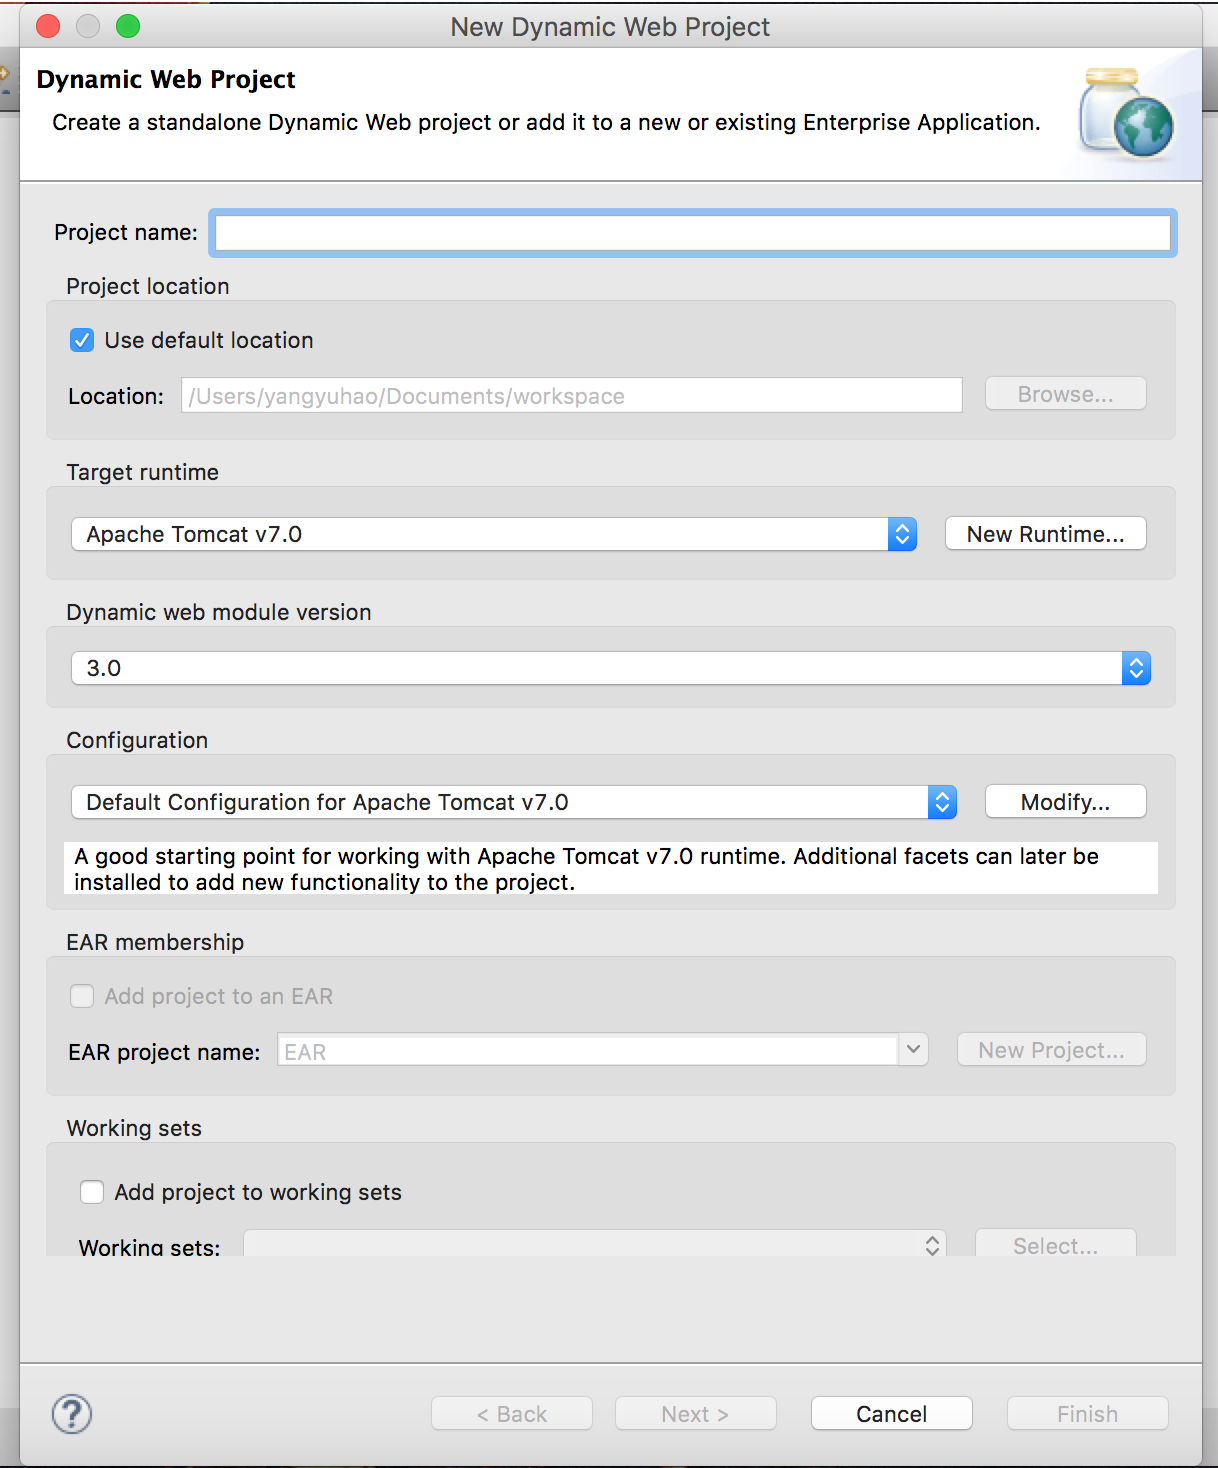 New Dynamic Web Project
Dynamic Web Project
Create a standalone Dynamic Web project or add it to a new or existing Enterprise Application.
Project name:
Project location
Use default location
Location: /Users/yangyuhao/Documents/workspace Browse...
Target runtime
Apache Tomcat v7.0 New Runtime...
Dynamic web module version
3.0
Configuration
Default Configuration for Apache Tomcat v7.0 Modify...
A good starting point for working with Apache Tomcat v7.0 runtime. Additional facets can later be
installed to add new functionality to the project.
EAR membership
Add project to an EAR
EAR project name: EAR New Project...
Working sets
Add project to working sets
Working sets: Select...
? < Back Next > Cancel Finish